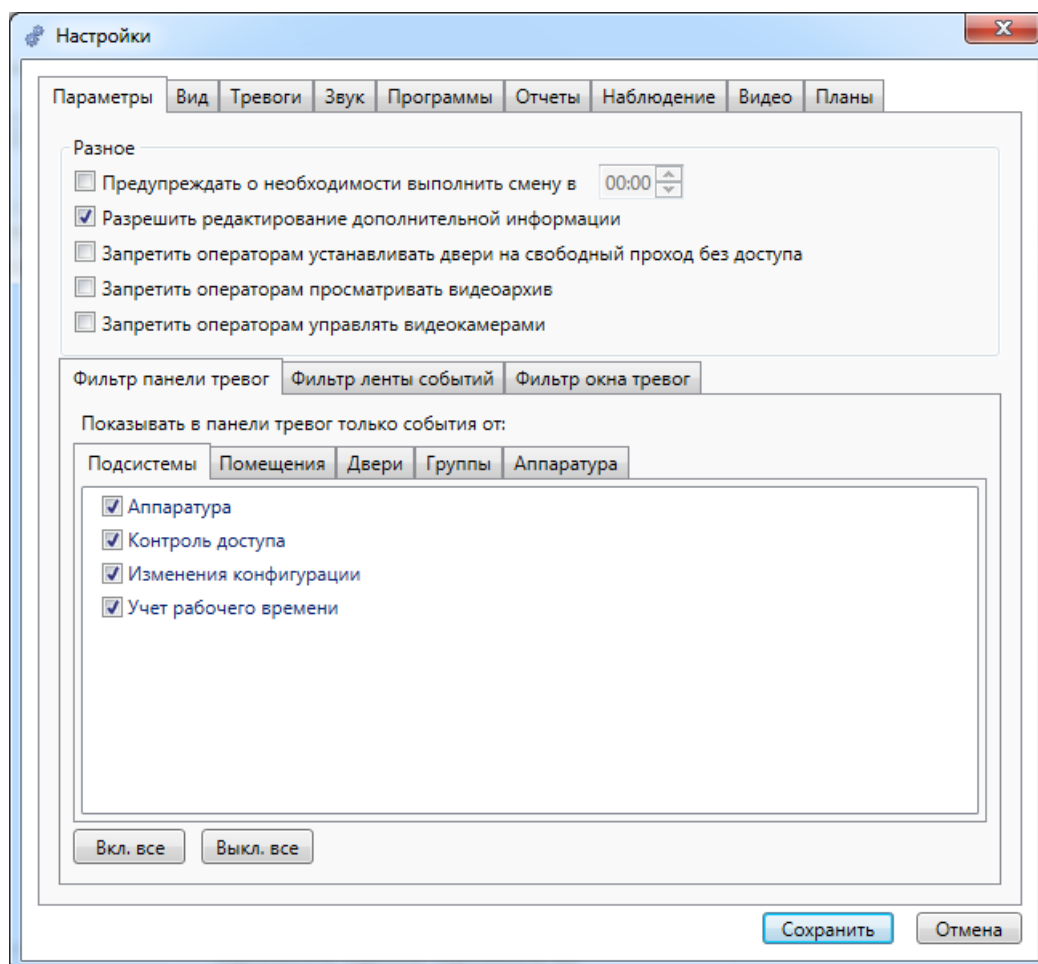 Настройки
Параметры Вид Тревоги Звук Программы Отчеты Наблюдение Видео Планы
Разное
Предупреждать о необходимости выполнить смену в 00:00
Разрешить редактирование дополнительной информации
Запретить операторам устанавливать двери на свободный проход без доступа
Запретить операторам просматривать видеоархив
Запретить операторам управлять видеокамерами
Фильтр панели тревог Фильтр ленты событий Фильтр окна тревог
Показывать в панели тревог только события от:
Подсистемы Помещения Двери Группы Аппаратура
Аппаратура
Контроль доступа
Изменения конфигурации
Учет рабочего времени
Вкл. все Выкл. все
Сохранить Отмена